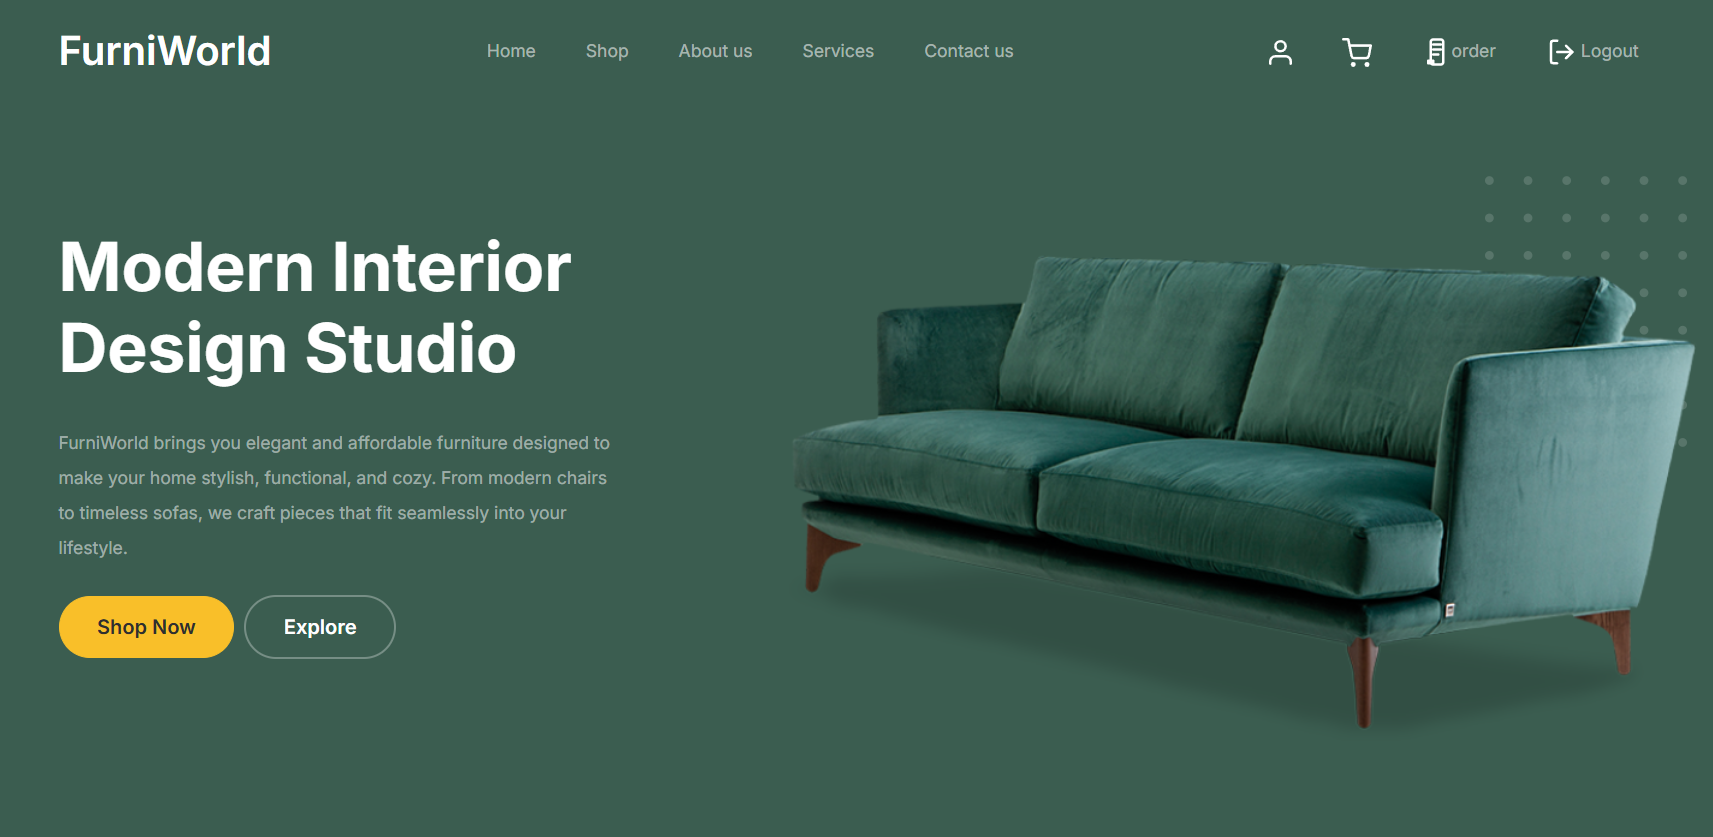 FurniWorld
Home Shop About us Services Contact us order Logout
Modern Interior
Design Studio
FurniWorld brings you elegant and affordable furniture designed to
make your home stylish, functional, and cozy. From modern chairs
to timeless sofas, we craft pieces that fit seamlessly into your
lifestyle.
Shop Now Explore